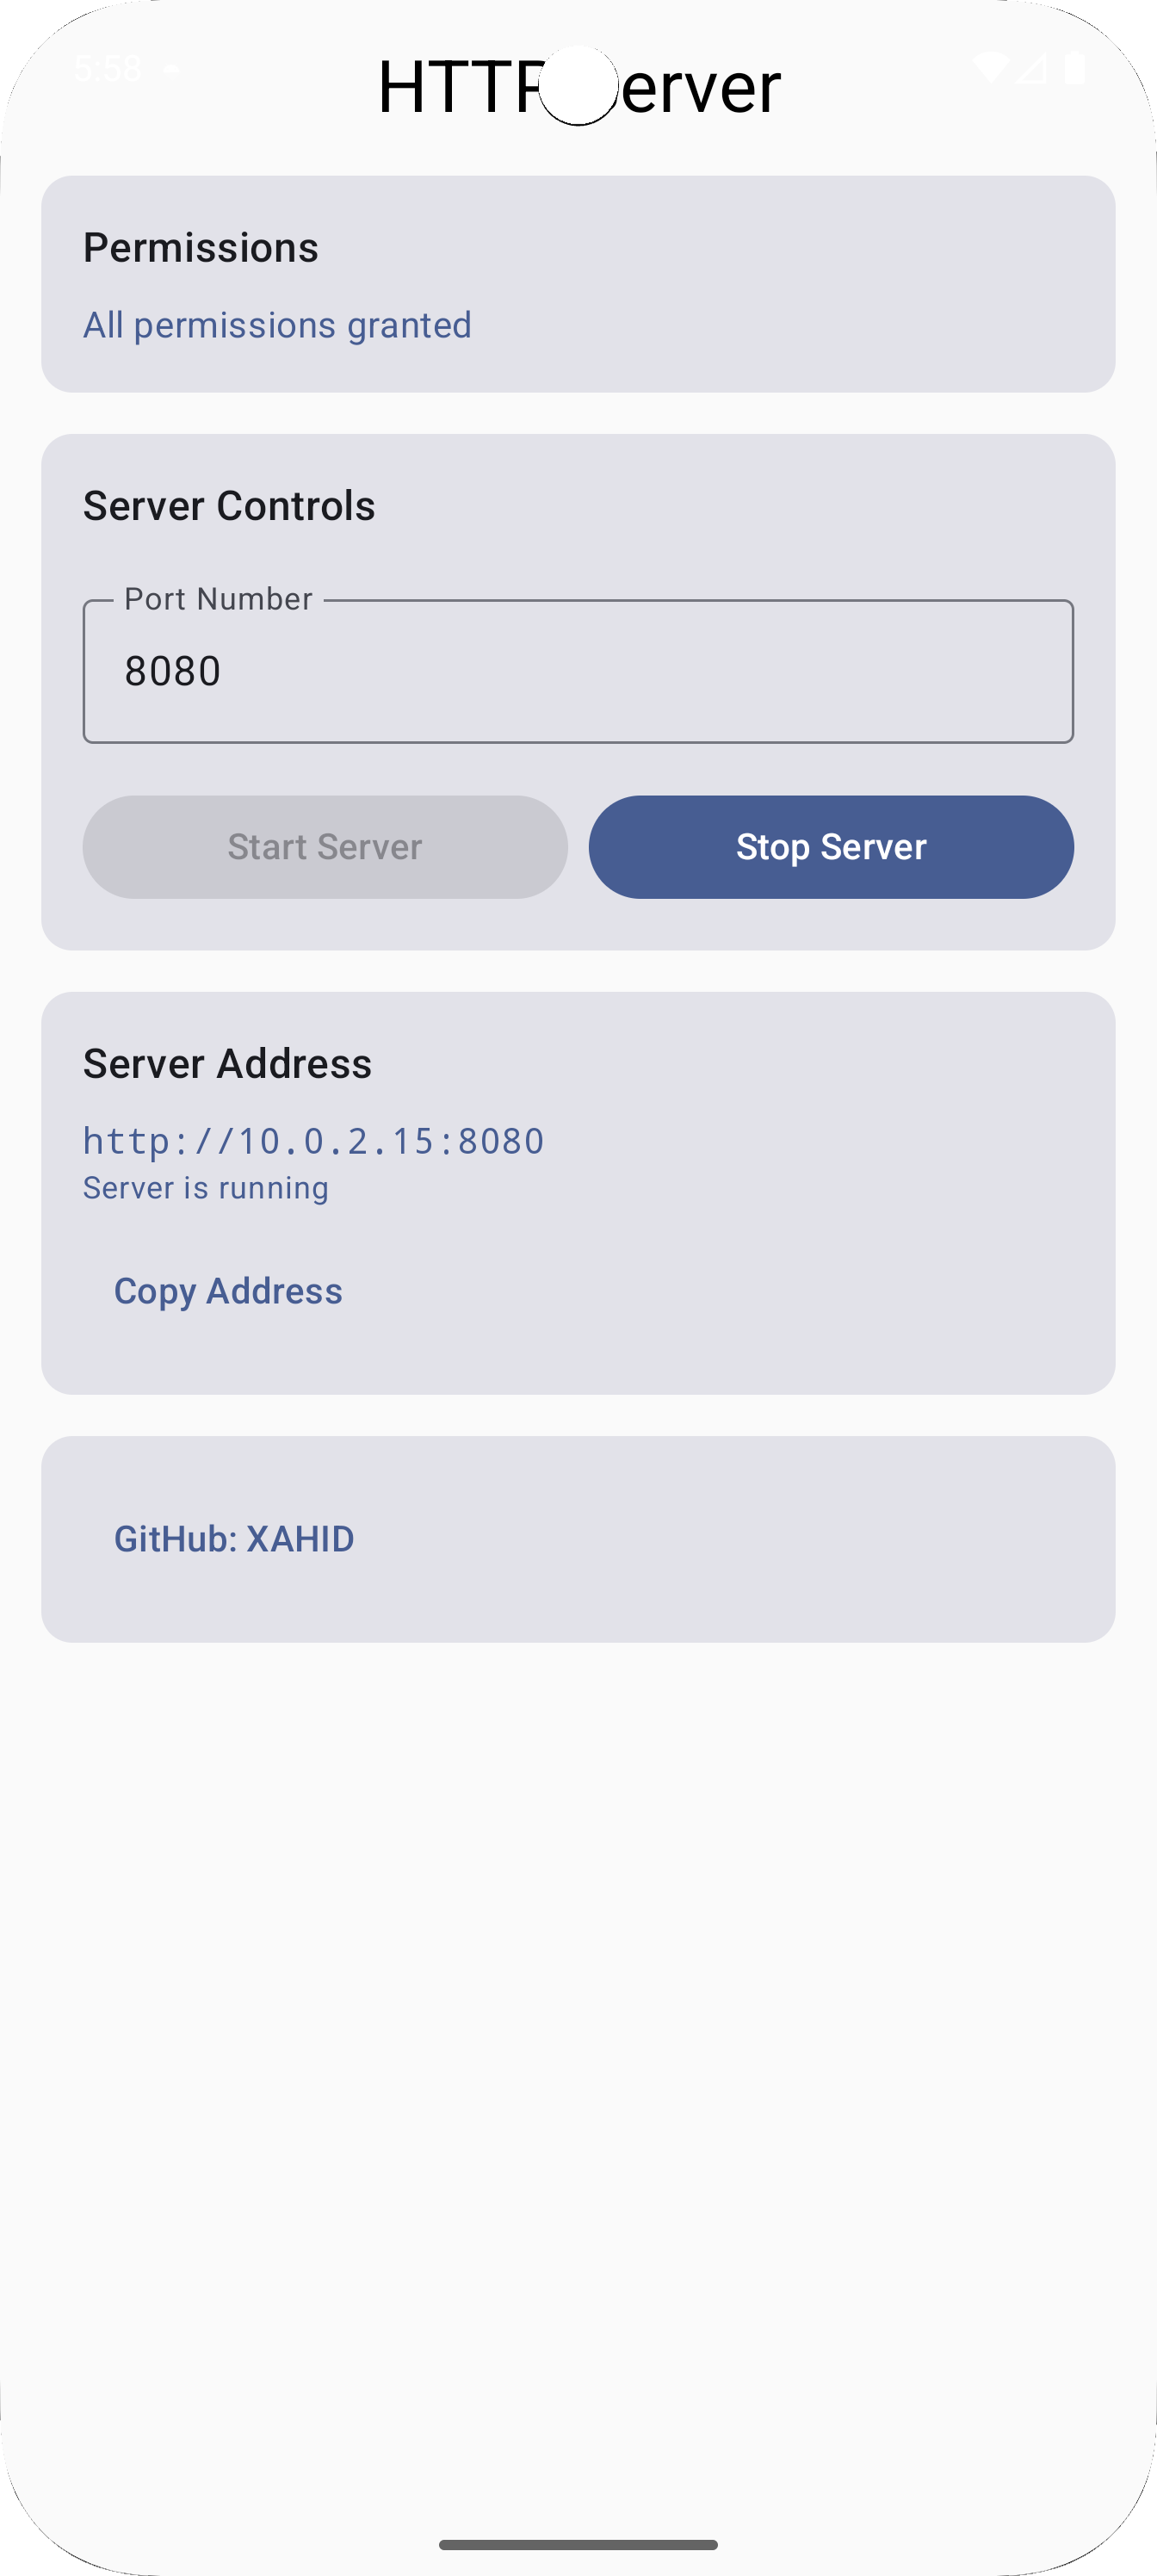 5:58
HTTP erver
Permissions
All permissions granted
Server Controls
Port Number
8080
Start Server
Stop Server
Server Address
http://10.0.2.15:8080
Server is running
Copy Address
GitHub: XAHID